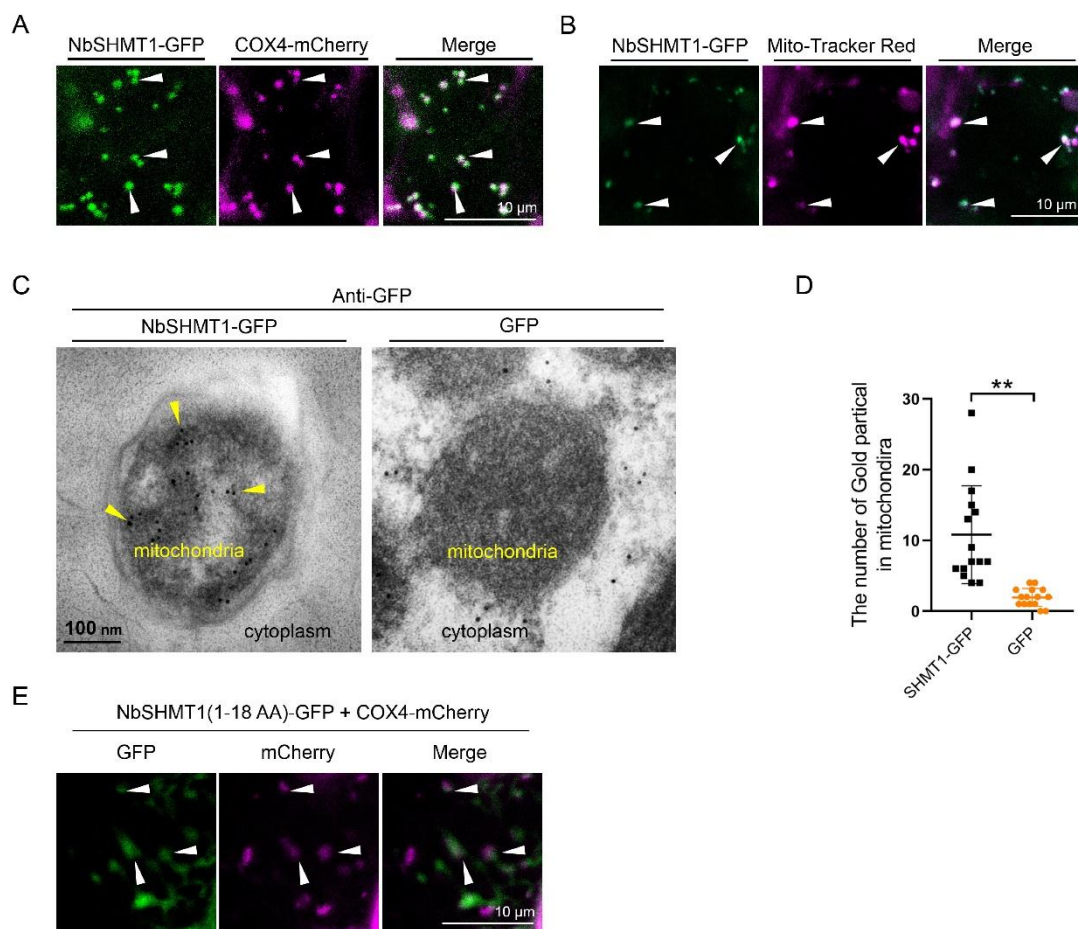 A
NbSHMT1-GFP COX4-mCherry Merge
10 µm
B
NbSHMT1-GFP Mito-Tracker Red Merge
10 µm
C
Anti-GFP
NbSHMT1-GFP GFP
mitochondria
100 nm
cytoplasm
mitochondria
cytoplasm
D
The number of Gold partical
in mitochondira
30
20
10
0
**
SHMT1-GFP
GFP
E
NbSHMT1(1-18 AA)-GFP + COX4-mCherry
GFP mCherry Merge
10 µm